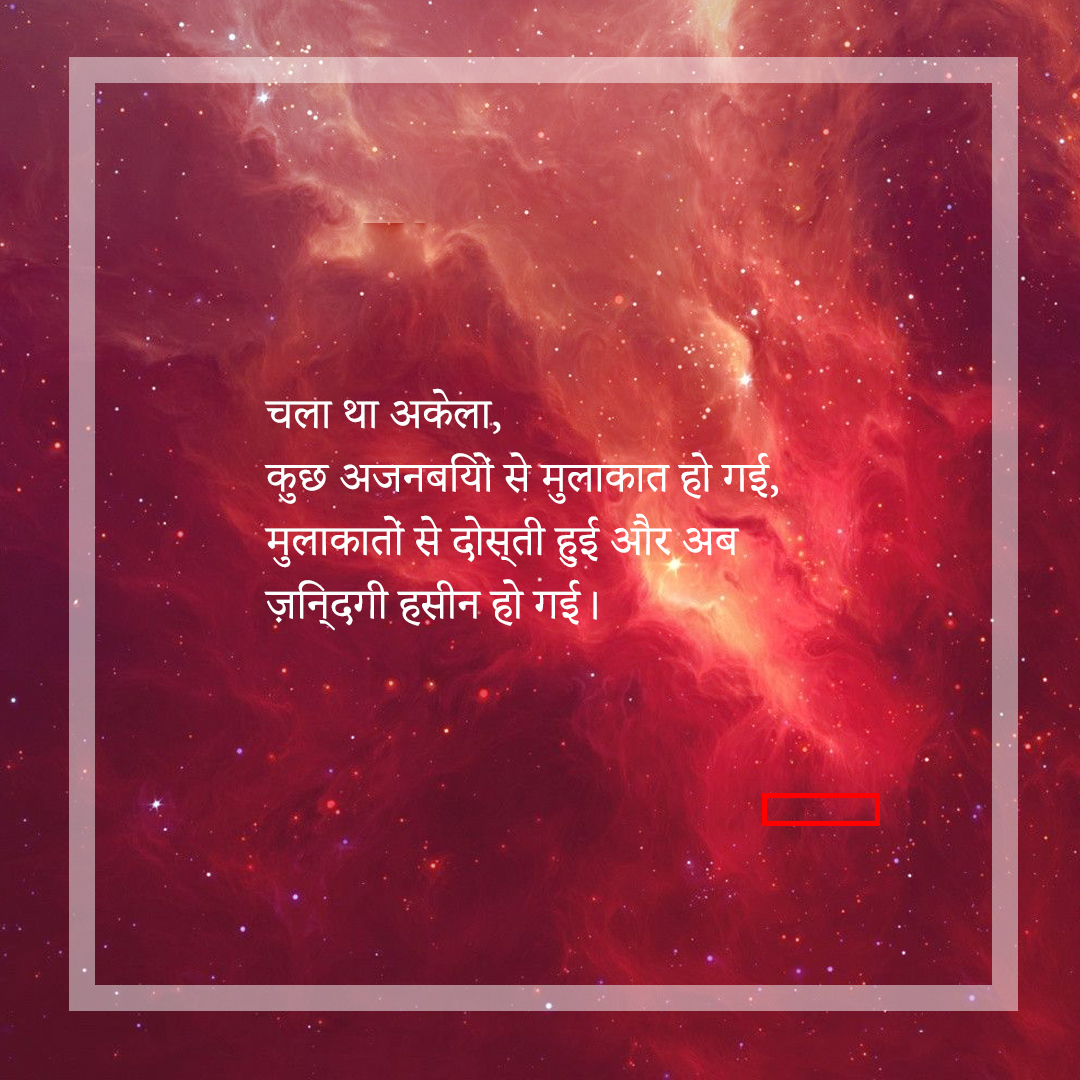 चला था अकेला,
कुछ अजनबियों से मुलाकात हो गई,
मुलाकातों से दोस्ती हुई और अब
ज़िन्दगी हसीन हो गई।